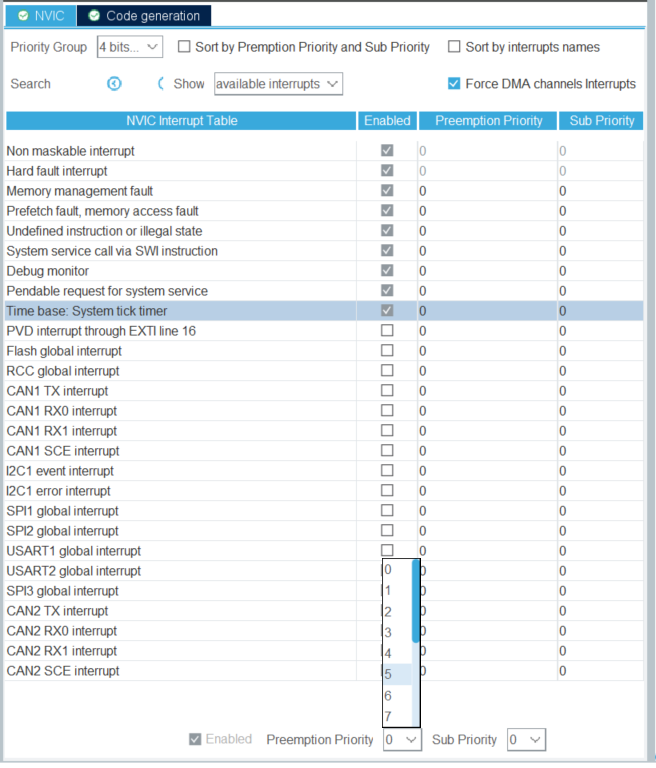 NVIC Code generation
Priority Group 4 bits... Sort by Premption Priority and Sub Priority Sort by interrupts names
Search Show available interrupts Force DMA channels Interrupts
NVIC Interrupt Table Enabled Preemption Priority Sub Priority
Non maskable interrupt 0 0
Hard fault interrupt 0 0
Memory management fault 0 0
Prefetch fault, memory access fault 0 0
Undefined instruction or illegal state 0 0
System service call via SWI instruction 0 0
Debug monitor 0 0
Pendable request for system service 0 0
Time base: System tick timer 0 0
PVD interrupt through EXTI line 16 0 0
Flash global interrupt 0 0
RCC global interrupt 0 0
CAN1 TX interrupt 0 0
CAN1 RX0 interrupt 0 0
CAN1 RX1 interrupt 0 0
CAN1 SCE interrupt 0 0
I2C1 event interrupt 0 0
I2C1 error interrupt 0 0
SPI1 global interrupt 0 0
SPI2 global interrupt 0 0
USART1 global interrupt 0 0
USART2 global interrupt 0 0 0
SPI3 global interrupt 1 0 0
CAN2 TX interrupt 2 0 0
CAN2 RX0 interrupt 3 0 0
CAN2 RX1 interrupt 4 0 0
CAN2 SCE interrupt 5 0 0
6
7
Enabled Preemption Priority 0 Sub Priority 0